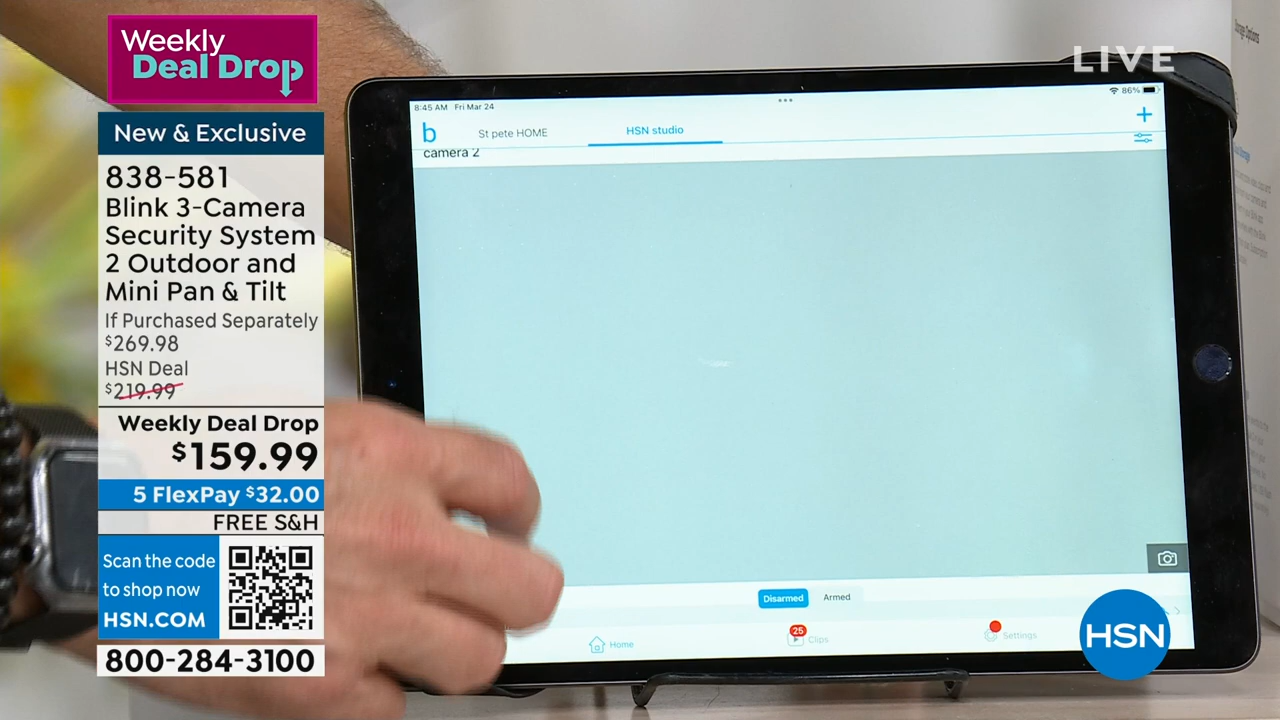 Weekly
Deal Drop
New & Exclusive
838-581
Blink 3-Camera
Security System
2 Outdoor and
Mini Pan & Tilt
If Purchased Separately
$269.98
HSN Deal
$219.99
Weekly Deal Drop
$159.99
5 FlexPay $32.00
FREE S&H
Scan the code
to shop now
HSN.COM
800-284-3100
LIVE
8:45 AM Fri Mar 24
86%
b
St pete HOME
HSN studio
camera 2
Disarmed
Armed
Home
25
Clips
Settings
HSN
Storage Options